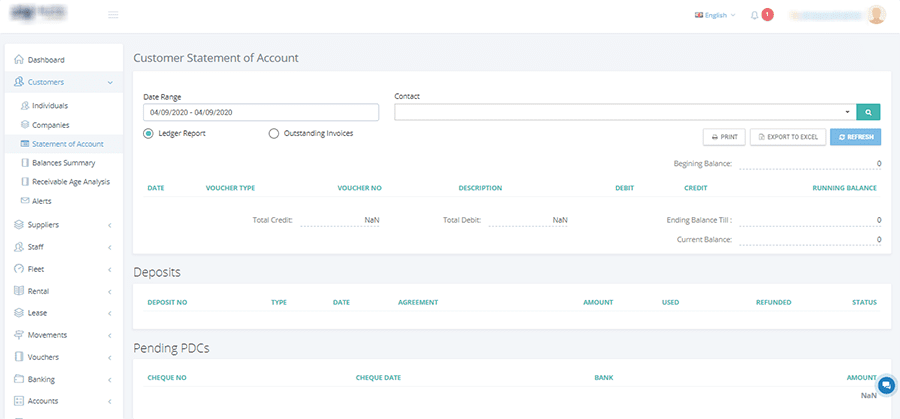 English
1
Dashboard
Customers
Individuals
Companies
Statement of Account
Balances Summary
Receivable Age Analysis
Alerts
Suppliers
Staff
Fleet
Rental
Lease
Movements
Vouchers
Banking
Accounts
Customer Statement of Account
Date Range
Contact
04/09/2020 - 04/09/2020
Ledger Report
Outstanding Invoices
PRINT
EXPORT TO EXCEL
REFRESH
Begining Balance: 0
DATE VOUCHER TYPE VOUCHER NO DESCRIPTION DEBIT CREDIT RUNNING BALANCE
Total Credit: NaN Total Debit: NaN Ending Balance Till : 0
Current Balance: 0
Deposits
DEPOSIT NO TYPE DATE AGREEMENT AMOUNT USED REFUNDED STATUS
Pending PDCs
CHEQUE NO CHEQUE DATE BANK AMOUNT
NaN